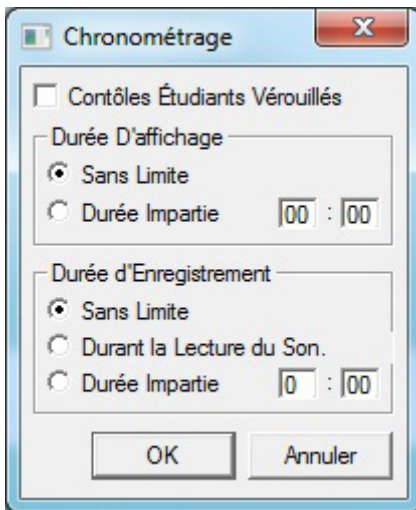 Chronométrage
Contôles Étudiants Vérouillés
Durée D'affichage
Sans Limite
Durée Impartie 00 : 00
Durée d'Enregistrement
Sans Limite
Durant la Lecture du Son.
Durée Impartie 0 : 00
OK Annuler